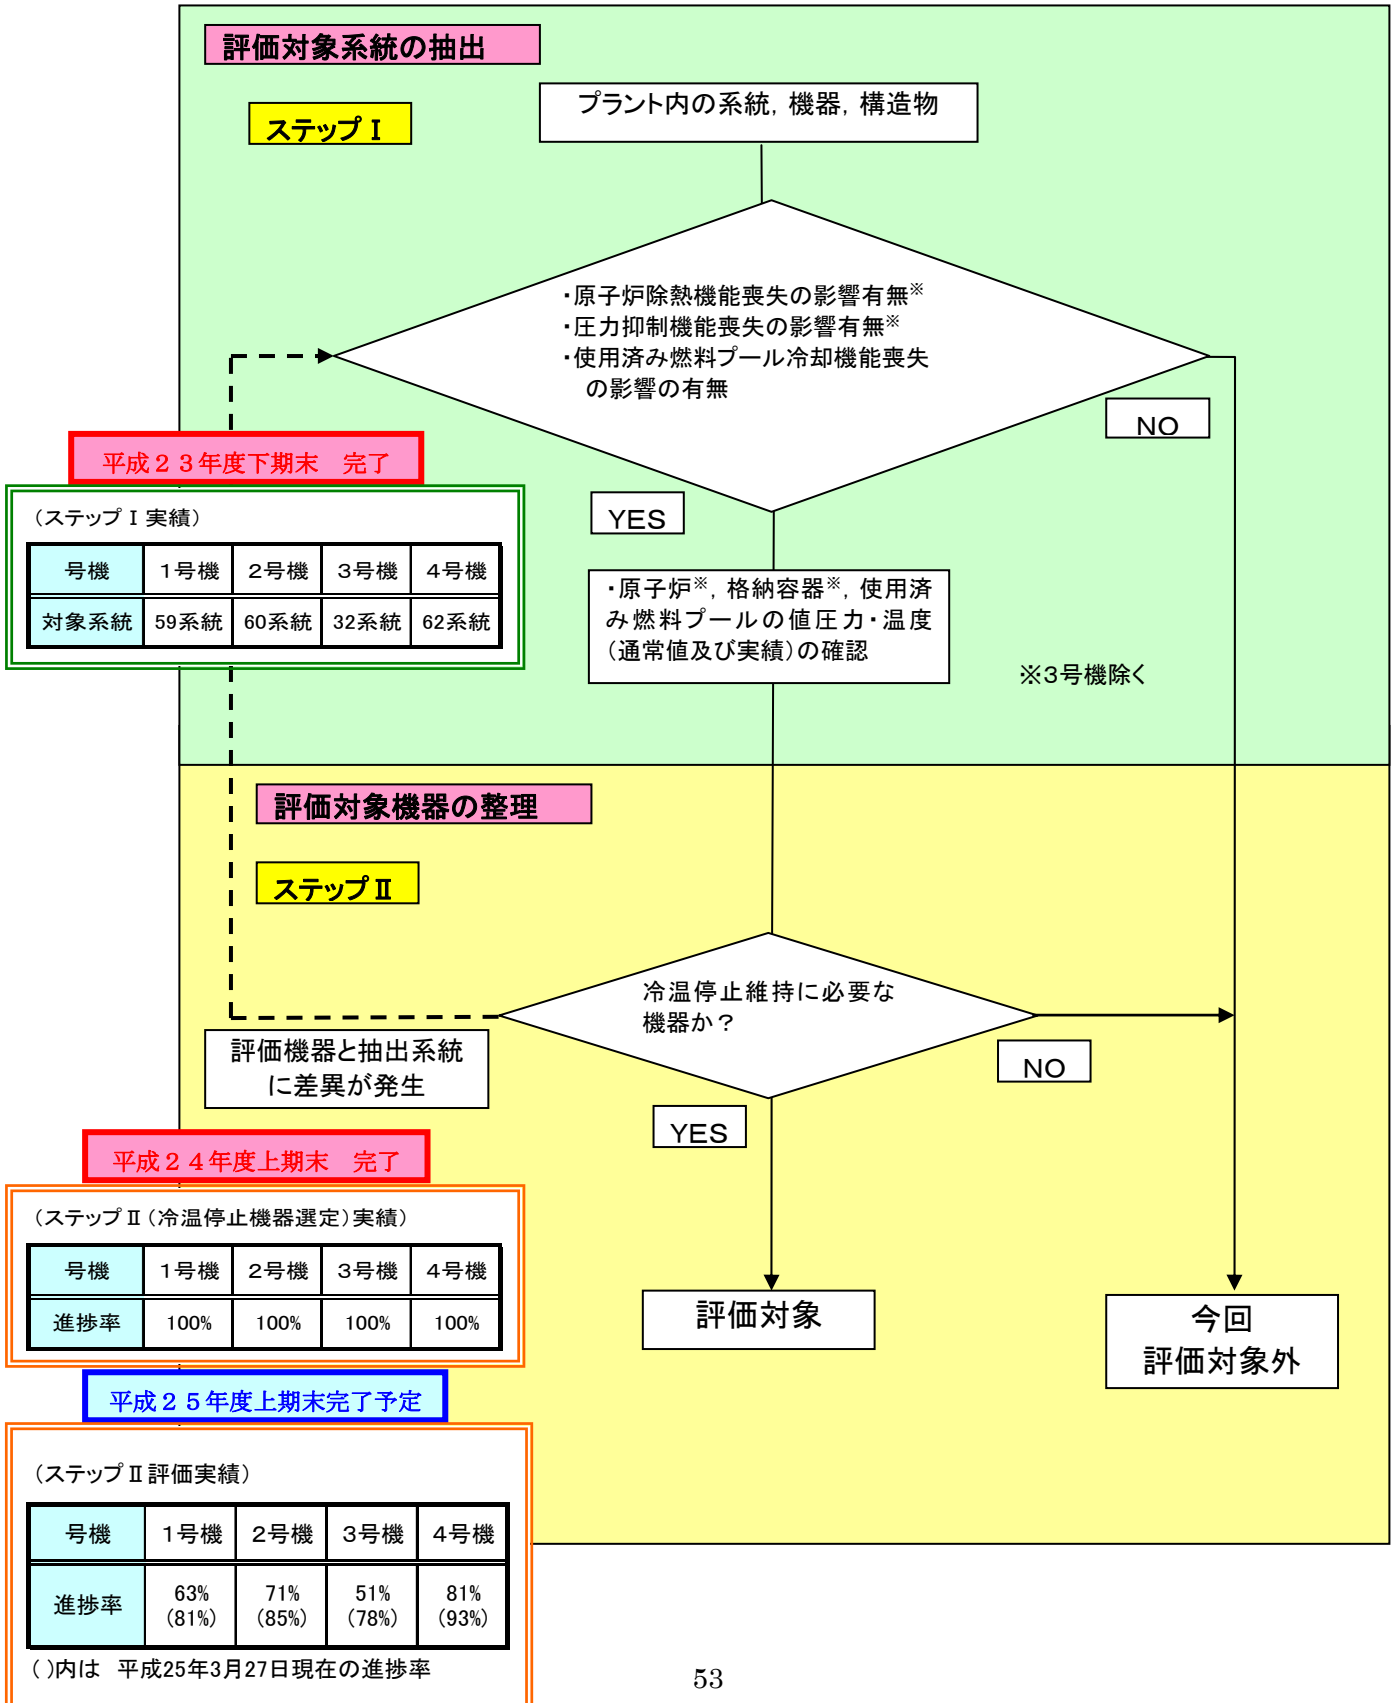 評価対象系統の抽出
プラント内の系統，機器，構造物
ステップⅠ
・原子炉除熱機能喪失の影響有無※
・圧力抑制機能喪失の影響有無※
・使用済み燃料プール冷却機能喪失
の影響の有無
NO
平成２３年度下期末　完了
YES
（ステップⅠ実績）
号機 1号機 2号機 3号機 4号機
対象系統 59系統 60系統 32系統 62系統
・原子炉※，格納容器※，使用済
み燃料プールの値圧力・温度
（通常値及び実績）の確認
※3号機除く
評価対象機器の整理
ステップⅡ
冷温停止維持に必要な
機器か？
評価機器と抽出系統
に差異が発生
NO
YES
平成２４年度上期末　完了
（ステップⅡ（冷温停止機器選定）実績）
号機 1号機 2号機 3号機 4号機
進捗率 100% 100% 100% 100%
評価対象
今回
評価対象外
平成２５年度上期末完了予定
（ステップⅡ評価実績）
号機 1号機 2号機 3号機 4号機
進捗率 63% 71% 51% 81%
(81%) (85%) (78%) (93%)
( )内は　平成25年3月27日現在の進捗率
53